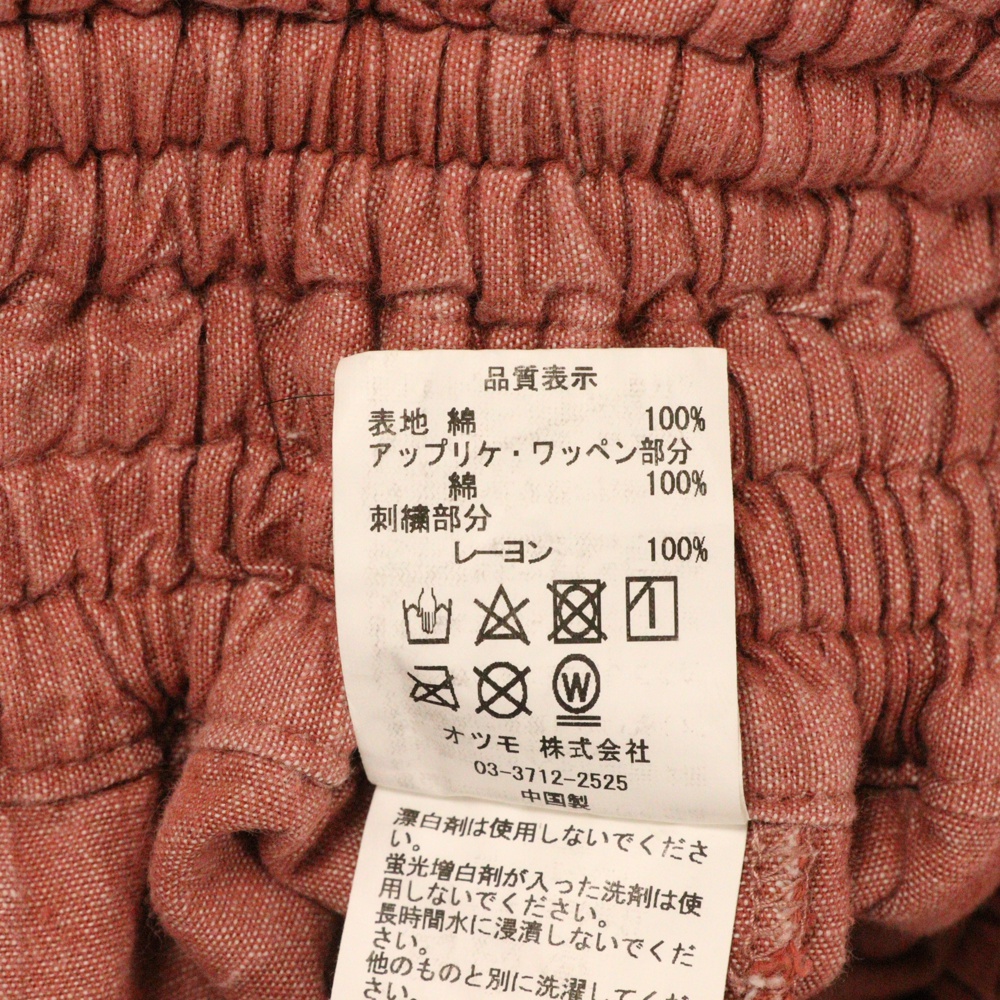 品質表示
表地 綿 100%
アップリケ・ワッペン部分
綿 100%
刺繍部分
レーヨン 100%
W
オツモ 株式会社
03-3712-2525
中国製
漂白剤は使用しないでくださ
い。
蛍光増白剤が入った洗剤は使
用しないでください。
長時間水に浸漬しないでくだ
さい。
他のものと別に洗濯してくだ
さい。